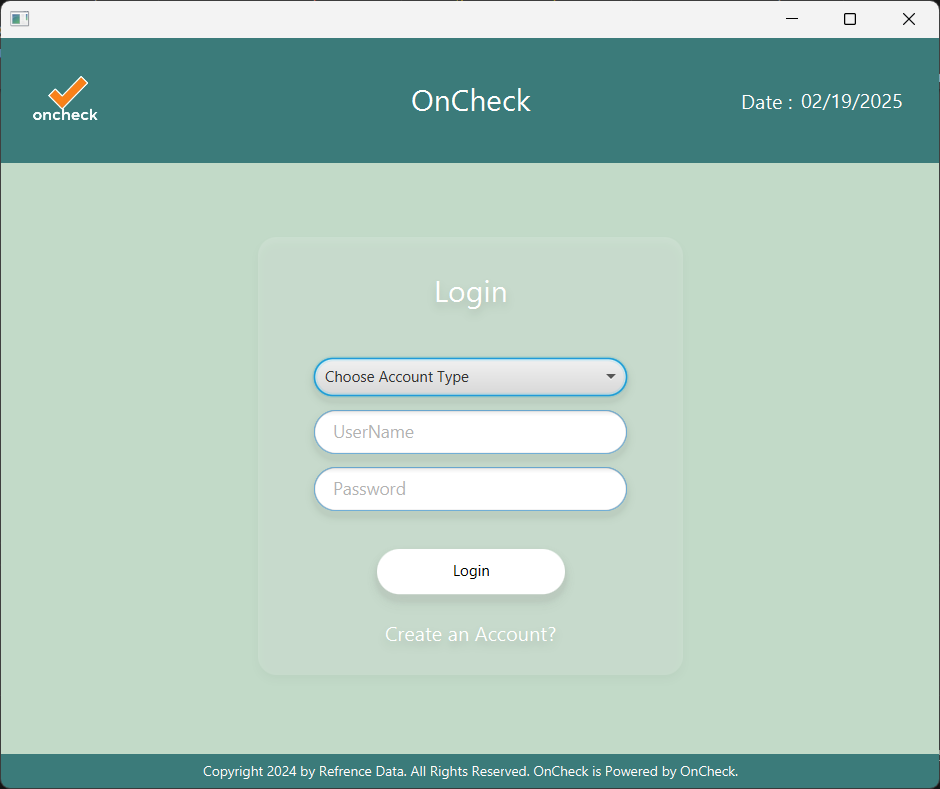 oncheck
OnCheck
Date : 02/19/2025
Login
Choose Account Type
UserName
Password
Login
Create an Account?
Copyright 2024 by Refrence Data. All Rights Reserved. OnCheck is Powered by OnCheck.